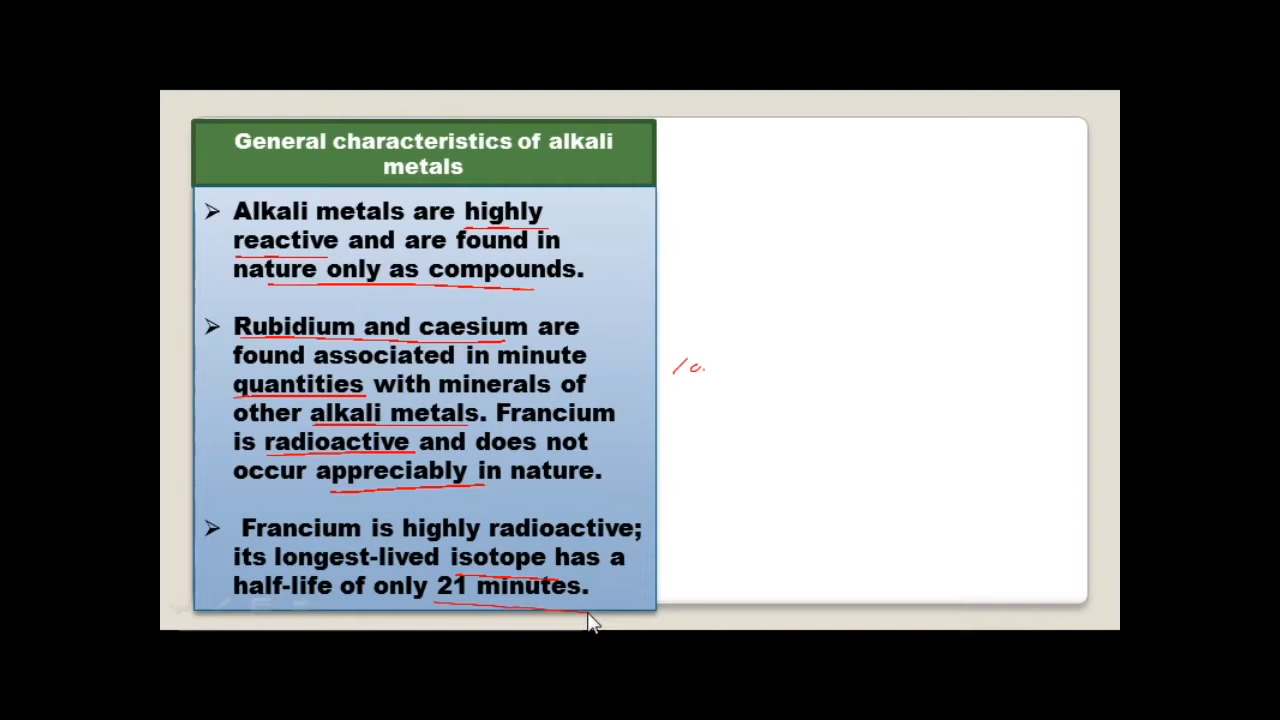 General characteristics of alkali
metals
➢ Alkali metals are highly
reactive and are found in
nature only as compounds.
➢ Rubidium and caesium are
found associated in minute
quantities with minerals of
other alkali metals. Francium
is radioactive and does not
occur appreciably in nature.
➢ Francium is highly radioactive;
its longest-lived isotope has a
half-life of only 21 minutes.